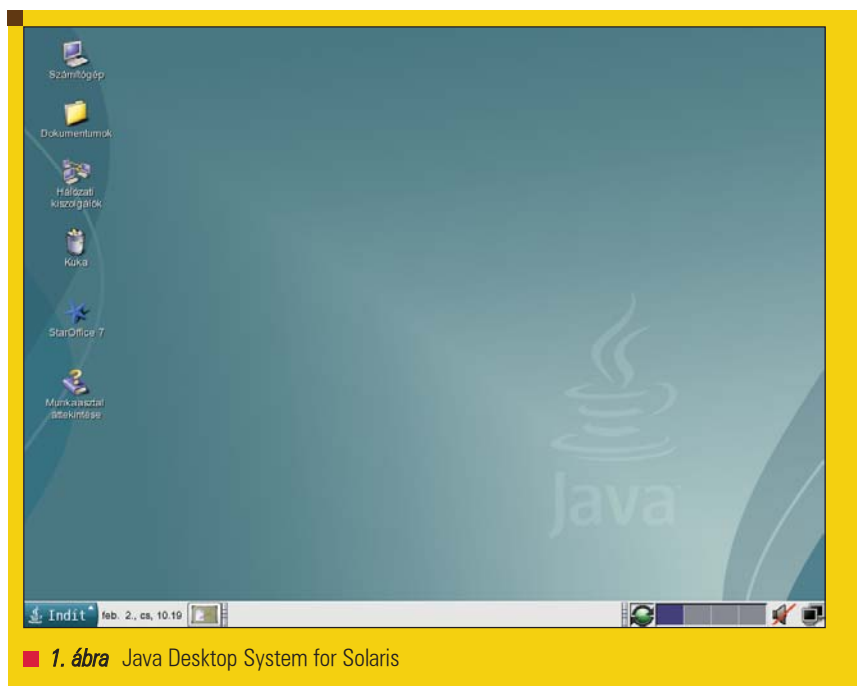 Számítógép
Dokumentumok
Hálózati
kiszolgálók
Kuka
StarOffice 7
Munkaasztal
áttekintése
Java
Indít
feb. 2., cs, 10.19
1. ábra Java Desktop System for Solaris